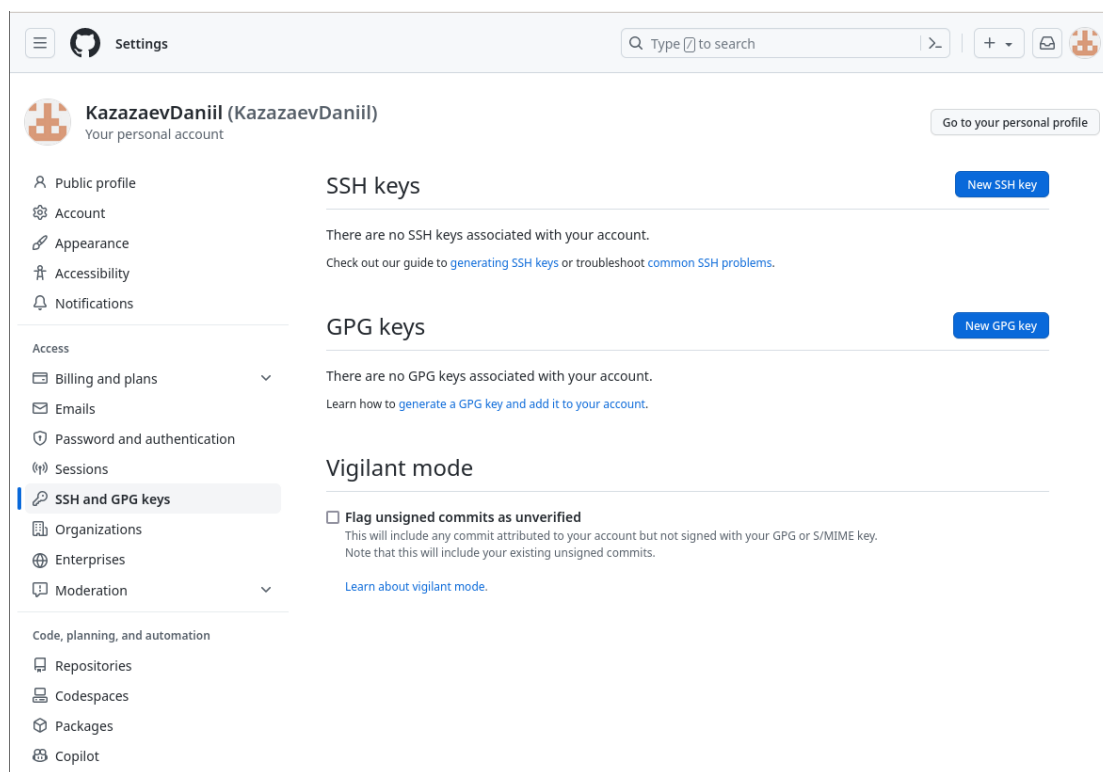 Settings
Type / to search
KazazaevDaniil (KazazaevDaniil)
Your personal account
Go to your personal profile
Public profile
Account
Appearance
Accessibility
Notifications
Access
Billing and plans
Emails
Password and authentication
Sessions
SSH and GPG keys
Organizations
Enterprises
Moderation
Code, planning, and automation
Repositories
Codespaces
Packages
Copilot
SSH keys
New SSH key
There are no SSH keys associated with your account.
Check out our guide to generating SSH keys or troubleshoot common SSH problems.
GPG keys
New GPG key
There are no GPG keys associated with your account.
Learn how to generate a GPG key and add it to your account.
Vigilant mode
Flag unsigned commits as unverified
This will include any commit attributed to your account but not signed with your GPG or S/MIME key.
Note that this will include your existing unsigned commits.
Learn about vigilant mode.